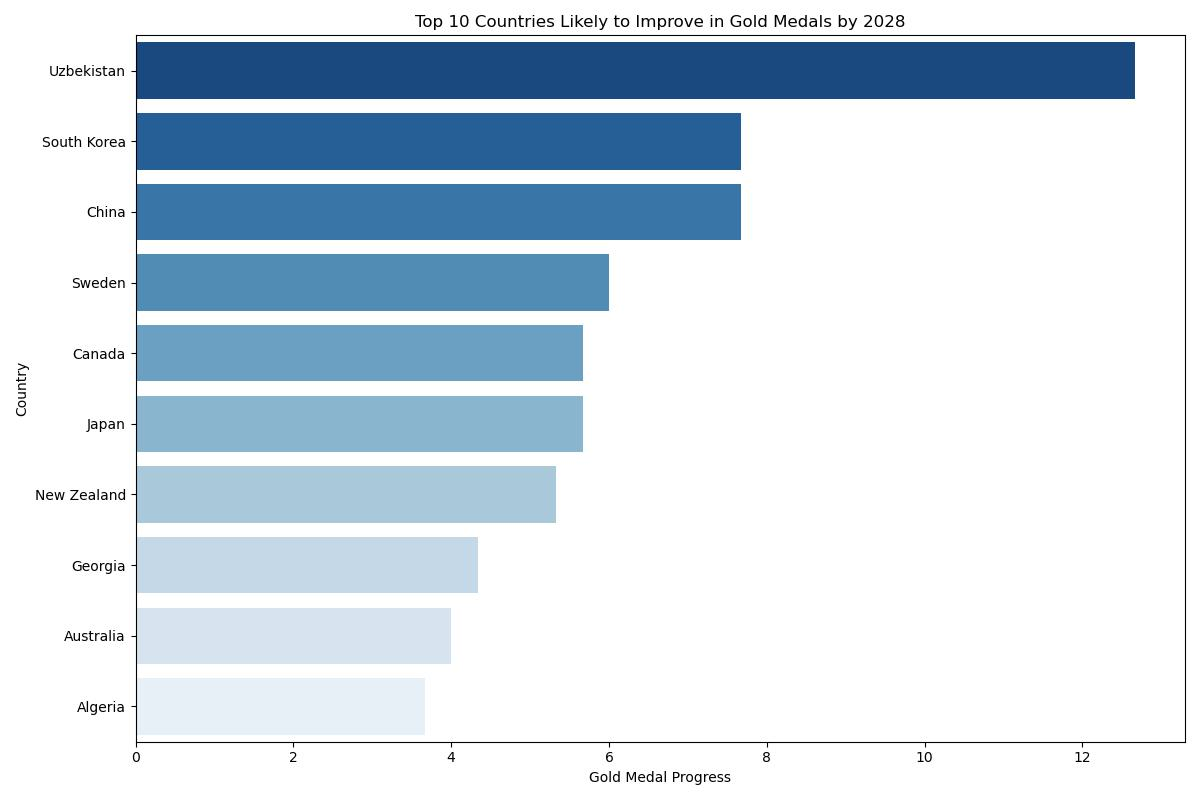 Top 10 Countries Likely to Improve in Gold Medals by 2028
Country
Uzbekistan
South Korea
China
Sweden
Canada
Japan
New Zealand
Georgia
Australia
Algeria
0 2 4 6 8 10 12
Gold Medal Progress